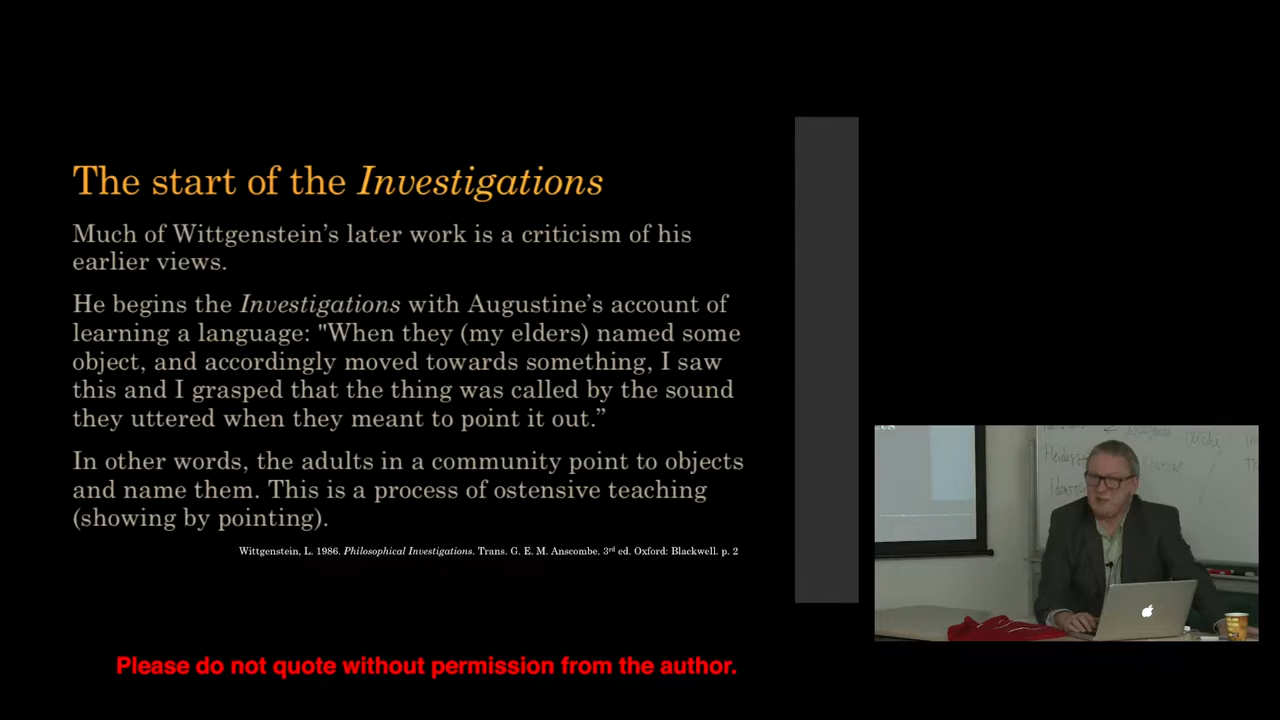 The start of the Investigations
Much of Wittgenstein’s later work is a criticism of his
earlier views.
He begins the Investigations with Augustine’s account of
learning a language: "When they (my elders) named some
object, and accordingly moved towards something, I saw
this and I grasped that the thing was called by the sound
they uttered when they meant to point it out.”
In other words, the adults in a community point to objects
and name them. This is a process of ostensive teaching
(showing by pointing).
Wittgenstein, L. 1986. Philosophical Investigations. Trans. G. E. M. Anscombe. 3rd ed. Oxford: Blackwell. p. 2
Please do not quote without permission from the author.